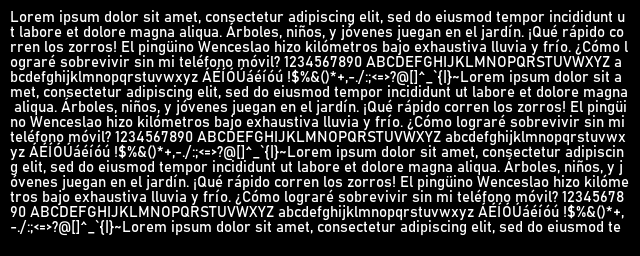 Lorem ipsum dolor sit amet, consectetur adipiscing elit, sed do eiusmod tempor incididunt u
t labore et dolore magna aliqua. Árboles, niños, y jóvenes juegan en el jardín. ¡Qué rápido co
rren los zorros! El pingüino Wenceslao hizo kilómetros bajo exhaustiva lluvia y frío. ¿Cómo l
ograré sobrevivir sin mi teléfono móvil? 1234567890 ABCDEFGHIJKLMNOPQRSTUVWXYZ a
bcdefghijklmnopqrstuvwxyz ÁÉÍÓÚáéíóú !$%&()*+,-./:;<=>?@[]^_`{|}~Lorem ipsum dolor sit a
met, consectetur adipiscing elit, sed do eiusmod tempor incididunt ut labore et dolore magna
 aliqua. Árboles, niños, y jóvenes juegan en el jardín. ¡Qué rápido corren los zorros! El pingüi
no Wenceslao hizo kilómetros bajo exhaustiva lluvia y frío. ¿Cómo lograré sobrevivir sin mi
teléfono móvil? 1234567890 ABCDEFGHIJKLMNOPQRSTUVWXYZ abcdefghijklmnopqrstuvwx
yz ÁÉÍÓÚáéíóú !$%&()*+,-./:;<=>?@[]^_`{|}~Lorem ipsum dolor sit amet, consectetur adipiscin
g elit, sed do eiusmod tempor incididunt ut labore et dolore magna aliqua. Árboles, niños, y j
óvenes juegan en el jardín. ¡Qué rápido corren los zorros! El pingüino Wenceslao hizo kilóme
tros bajo exhaustiva lluvia y frío. ¿Cómo lograré sobrevivir sin mi teléfono móvil? 12345678
90 ABCDEFGHIJKLMNOPQRSTUVWXYZ abcdefghijklmnopqrstuvwxyz ÁÉÍÓÚáéíóú !$%&()*+,
-./:;<=>?@[]^_`{|}~Lorem ipsum dolor sit amet, consectetur adipiscing elit, sed do eiusmod te